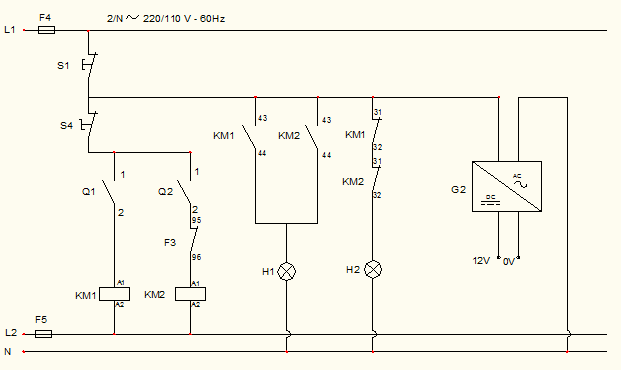 F4
2/N ~ 220/110 V - 60Hz
L1
S1
S4
43
43
31
KM1
KM2
KM1
44
44
32
31
KM2
32
1
1
Q1
Q2
2
2
95
F3
96
G2
AC
DC
12V
0V
H1
H2
A1
A1
KM1
KM2
A2
A2
F5
L2
N